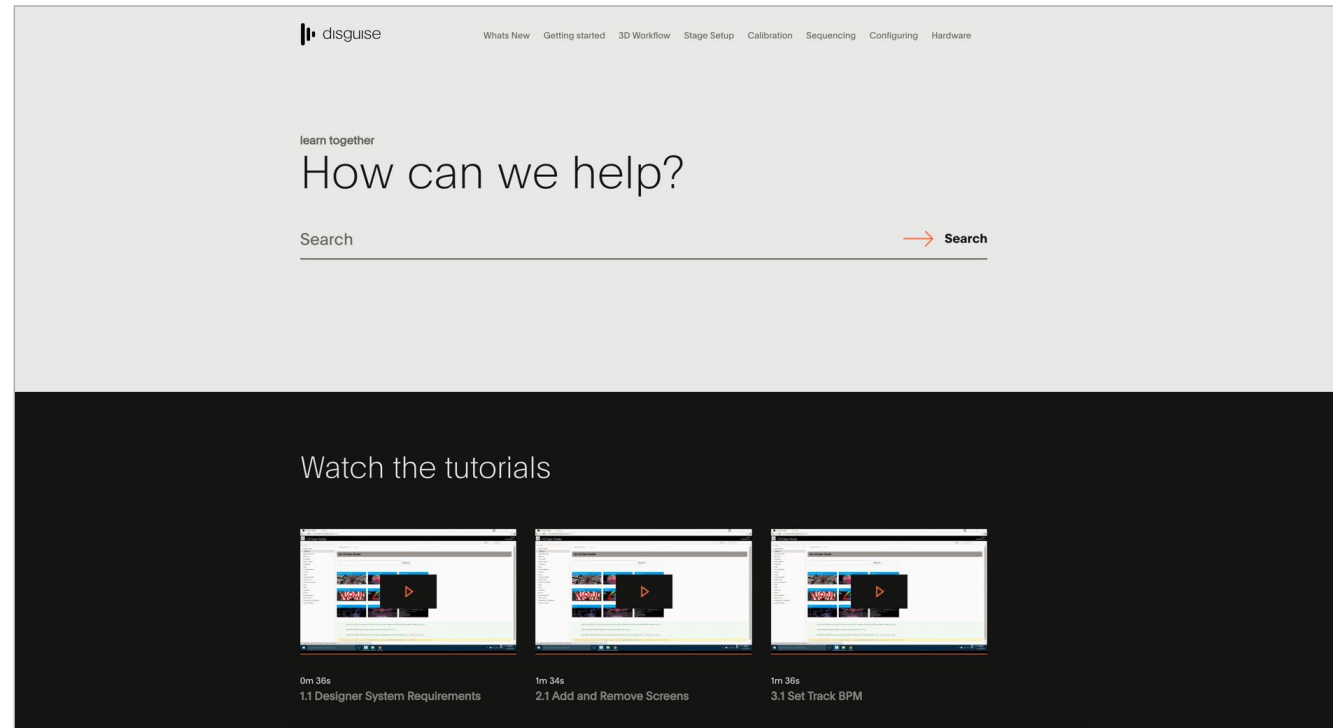 disguise
Whats New Getting started 3D Workflow Stage Setup Calibration Sequencing Configuring Hardware
learn together
How can we help?
Search
Search
Watch the tutorials
0m 36s
1.1 Designer System Requirements
1m 34s
2.1 Add and Remove Screens
1m 36s
3.1 Set Track BPM